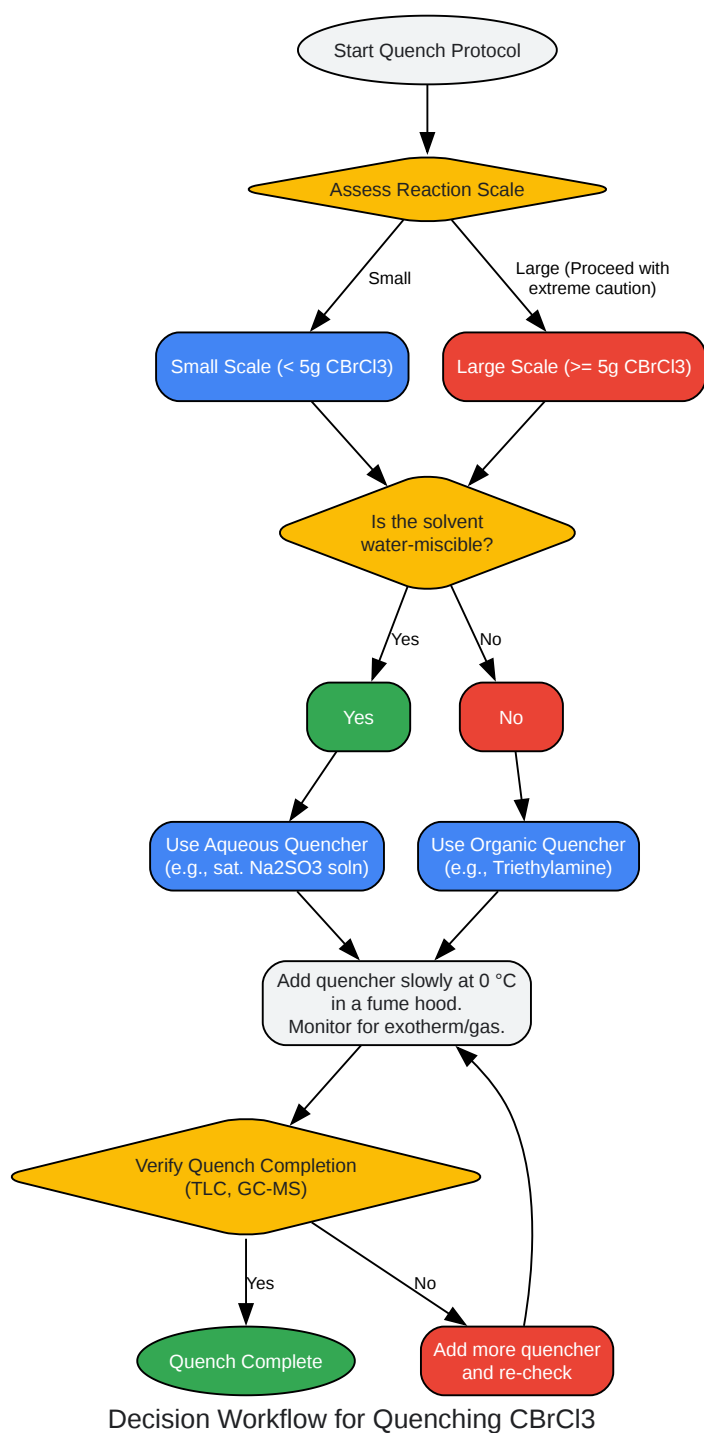 Start Quench Protocol
Assess Reaction Scale
Small
Large (Proceed with
extreme caution)
Small Scale (< 5g CBrCl3)
Large Scale (>= 5g CBrCl3)
Is the solvent
water-miscible?
Yes
No
Yes
No
Use Aqueous Quencher
(e.g., sat. Na2SO3 soln)
Use Organic Quencher
(e.g., Triethylamine)
Add quencher slowly at 0 °C
in a fume hood.
Monitor for exotherm/gas.
Verify Quench Completion
(TLC, GC-MS)
Yes
No
Quench Complete
Add more quencher
and re-check
Decision Workflow for Quenching CBrCl3